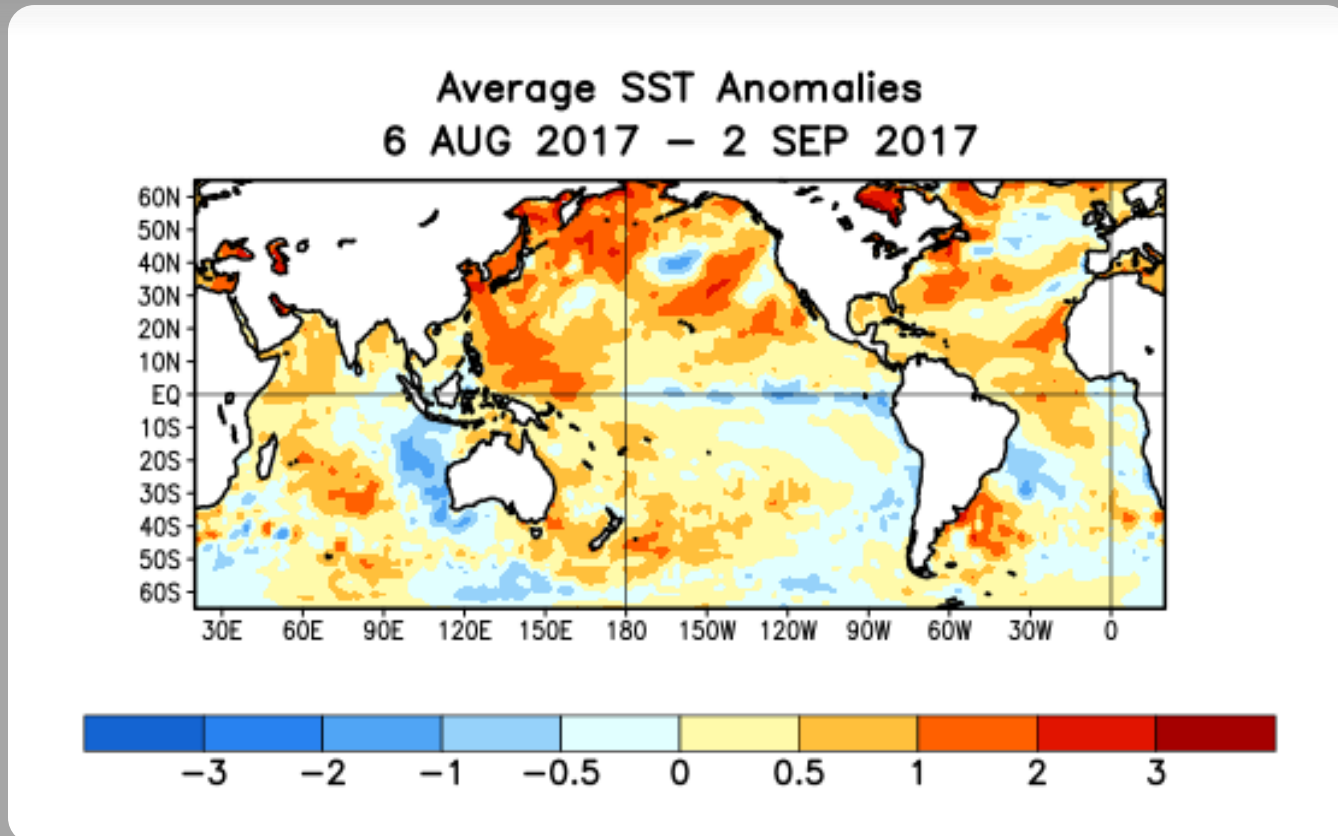 Average SST Anomalies
6 AUG 2017 – 2 SEP 2017
60N
50N
40N
30N
20N
10N
EQ
10S
20S
30S
40S
50S
60S
30E 60E 90E 120E 150E 180 150W 120W 90W 60W 30W 0
−3 −2 −1 −0.5 0 0.5 1 2 3